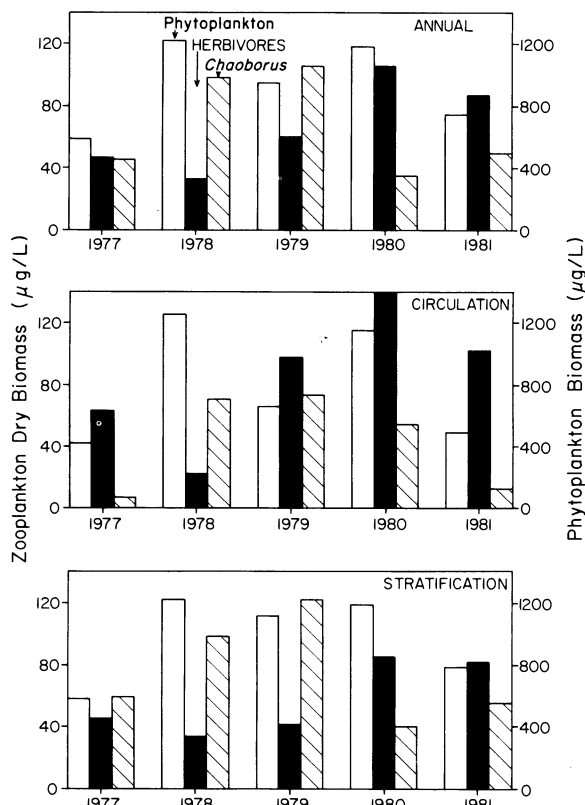 Zooplankton Dry Biomass (μg/L)
Phytoplankton Biomass (μg/L)
ANNUAL
Phytoplankton
HERBIVORES
Chaoborus
120
80
40
0
1200
800
400
0
1977 1978 1979 1980 1981
CIRCULATION
120
80
40
0
1200
800
400
0
1977 1978 1979 1980 1981
STRATIFICATION
120
80
40
0
1200
800
400
0
1977 1978 1979 1980 1981